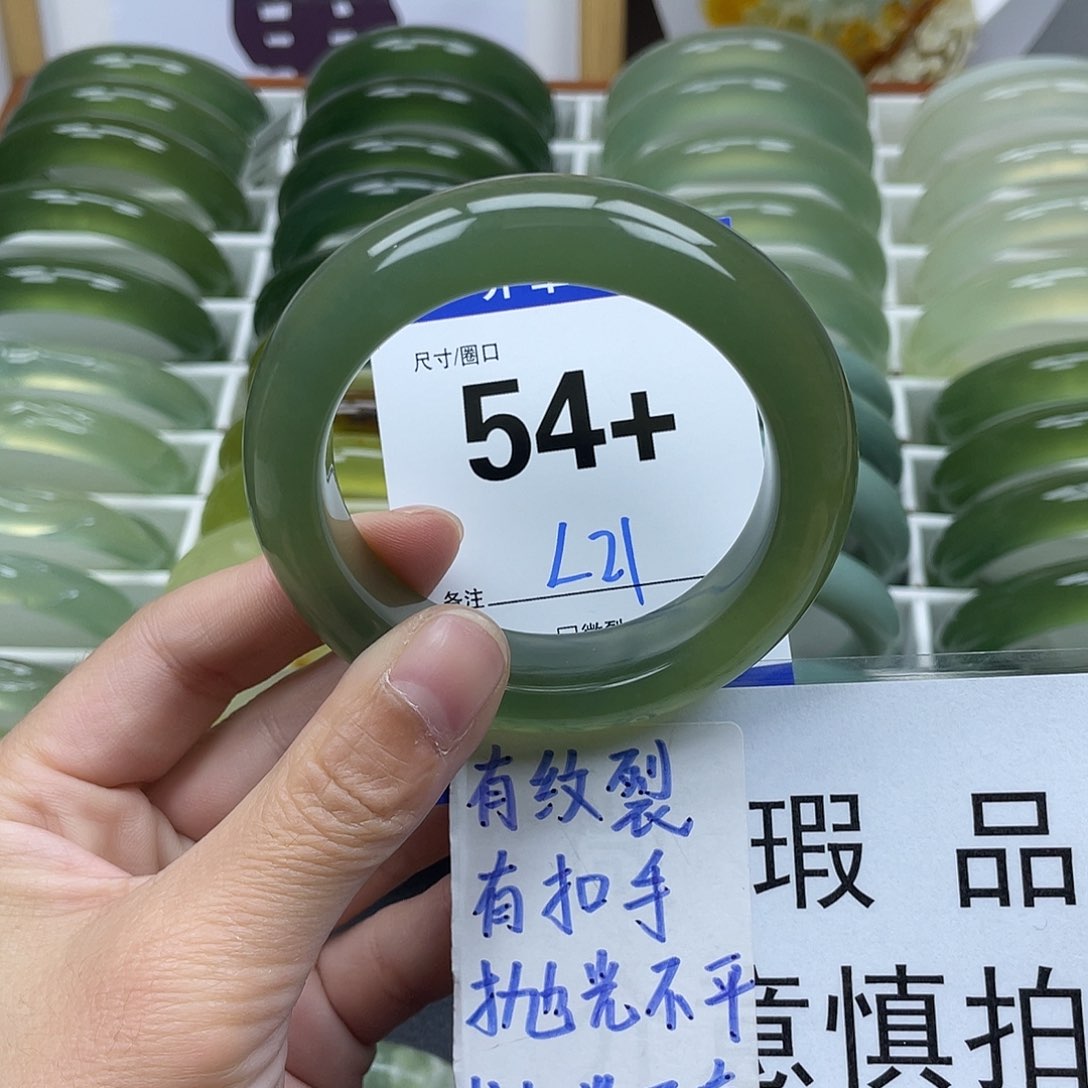 尺寸/圈口
54+
L21
备注
有纹裂
有扣手
抛光不平
瑕 品
意慎拍